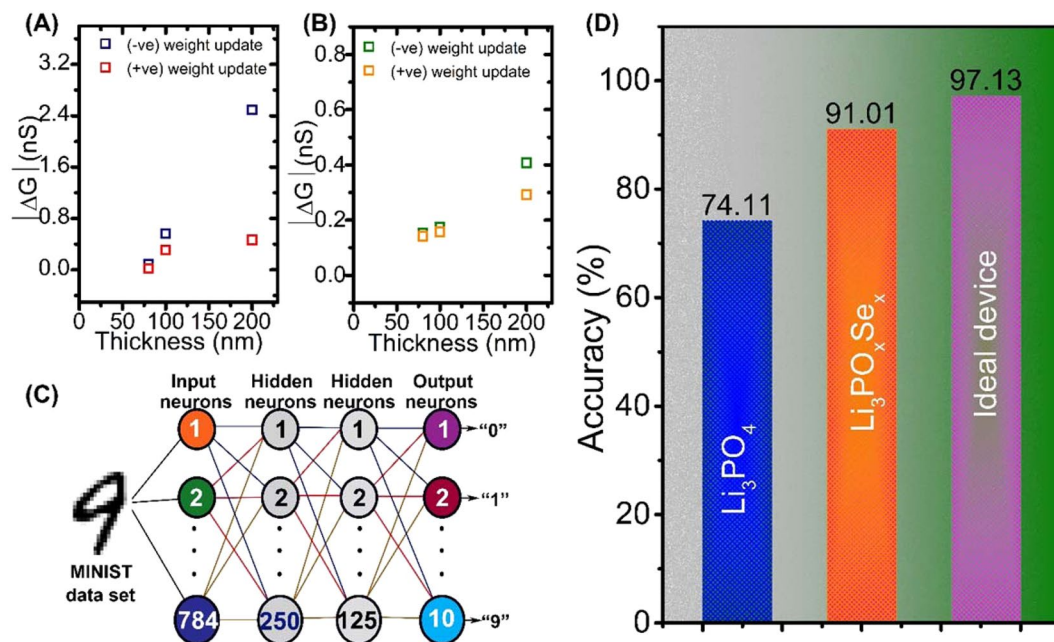 (A)
(-ve) weight update
(+ve) weight update
|ΔG|(nS)
3.2
2.4
1.6
0.8
0.0
0 50 100 150 200
Thickness (nm)
(B)
(-ve) weight update
(+ve) weight update
|ΔG|(nS)
0.8
0.6
0.4
0.2
0.0
0 50 100 150 200
Thickness (nm)
(C)
Input neurons
Hidden neurons
Hidden neurons
Output neurons
1 1 1 1 “0”
2 2 2 2 “1”
784 250 125 10 “9”
MINIST
data set
(D)
Accuracy (%)
100
80
60
40
20
0
74.11
91.01
97.13
Li₃PO₄
Li₃POₓSeₓ
Ideal device